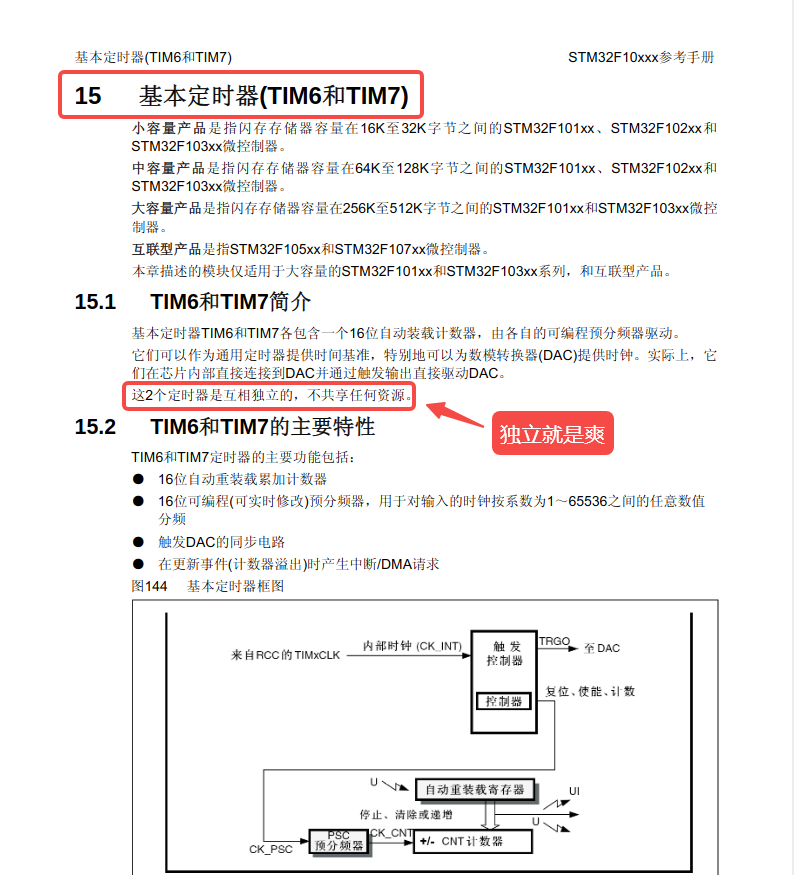 基本定时器(TIM6和TIM7)
STM32F10xxx参考手册
15 基本定时器(TIM6和TIM7)
小容量产品是指闪存存储器容量在16K至32K字节之间的STM32F101xx、STM32F102xx和
STM32F103xx微控制器。
中容量产品是指闪存存储器容量在64K至128K字节之间的STM32F101xx、STM32F102xx和
STM32F103xx微控制器。
大容量产品是指闪存存储器容量在256K至512K字节之间的STM32F101xx和STM32F103xx微控
制器。
互联型产品是指STM32F105xx和STM32F107xx微控制器。
本章描述的模块仅适用于大容量的STM32F101xx和STM32F103xx系列，和互联型产品。
15.1 TIM6和TIM7简介
基本定时器TIM6和TIM7各包含一个16位自动装载计数器，由各自的可编程预分频器驱动。
它们可以作为通用定时器提供时间基准，特别地可以为数模转换器(DAC)提供时钟。实际上，它
们在芯片内部直接连接到DAC并通过触发输出直接驱动DAC。
这2个定时器是互相独立的，不共享任何资源。
独立就是爽
15.2 TIM6和TIM7的主要特性
TIM6和TIM7定时器的主要功能包括：
● 16位自动重装载累加计数器
● 16位可编程(可实时修改)预分频器，用于对输入的时钟按系数为1～65536之间的任意数值
分频
● 触发DAC的同步电路
● 在更新事件(计数器溢出)时产生中断/DMA请求
图144 基本定时器框图
来自RCC的TIMxCLK
内部时钟 (CK_INT)
触发
控制器
TRGO
至DAC
控制器
复位、使能、计数
U
自动重装载寄存器
UI
停止、清除或递增
U
CK_PSC
PSC
预分频器
CK_CNT
+/- CNT计数器